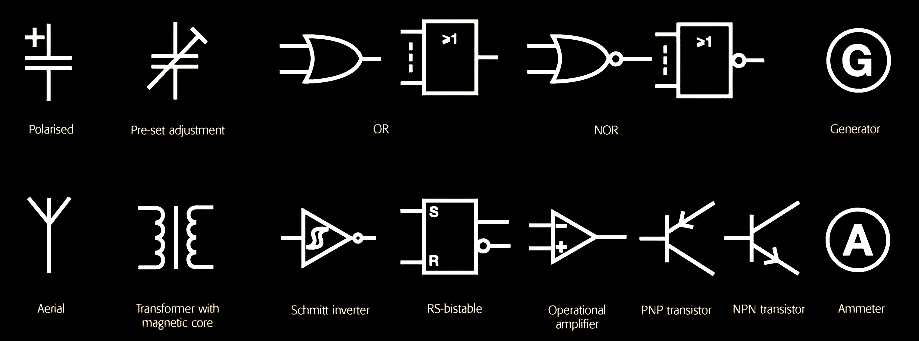 +
≥1
≥1
G
Polarised
Pre-set adjustment
OR
NOR
Generator
S
R
-
+
A
Aerial
Transformer with
magnetic core
Schmitt inverter
RS-bistable
Operational
amplifier
PNP transistor
NPN transistor
Ammeter